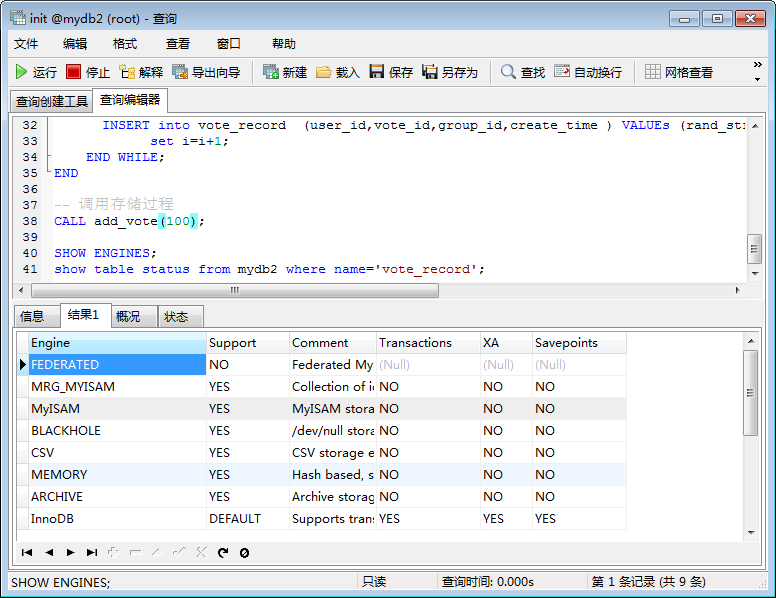 init @mydb2 (root) - 查询
文件 编辑 格式 查看 窗口 帮助
运行 停止 解释 导出向导 新建 载入 保存 另存为 查找 自动换行 网格查看
查询创建工具 查询编辑器
32 INSERT into vote_record (user_id,vote_id,group_id,create_time ) VALUEs (rand_st
33 set i=i+1;
34 END WHILE;
35 END
36
37 -- 调用存储过程
38 CALL add_vote(100);
39
40 SHOW ENGINES;
41 show table status from mydb2 where name='vote_record';
信息 结果1 概况 状态
Engine Support Comment Transactions XA Savepoints
FEDERATED NO Federated My (Null) (Null) (Null)
MRG_MYISAM YES Collection of i NO NO NO
MyISAM YES MyISAM stora NO NO NO
BLACKHOLE YES /dev/null stora NO NO NO
CSV YES CSV storage e NO NO NO
MEMORY YES Hash based, s NO NO NO
ARCHIVE YES Archive storag NO NO NO
InnoDB DEFAULT Supports tran YES YES YES
SHOW ENGINES; 只读 查询时间: 0.000s 第 1 条记录 (共 9 条)